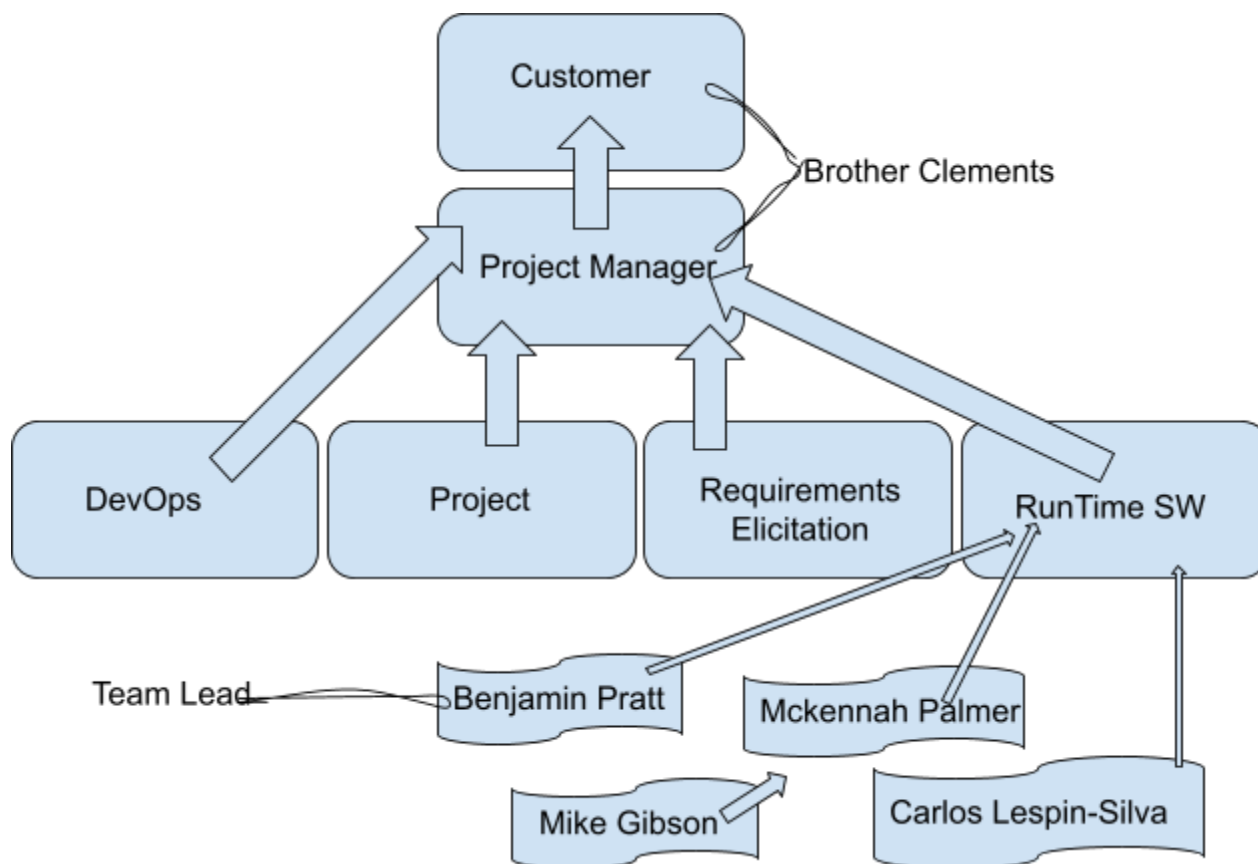 Customer
Brother Clements
Project Manager
DevOps
Project
Requirements
Elicitation
RunTime SW
Team Lead
Benjamin Pratt
Mckennah Palmer
Mike Gibson
Carlos Lespin-Silva